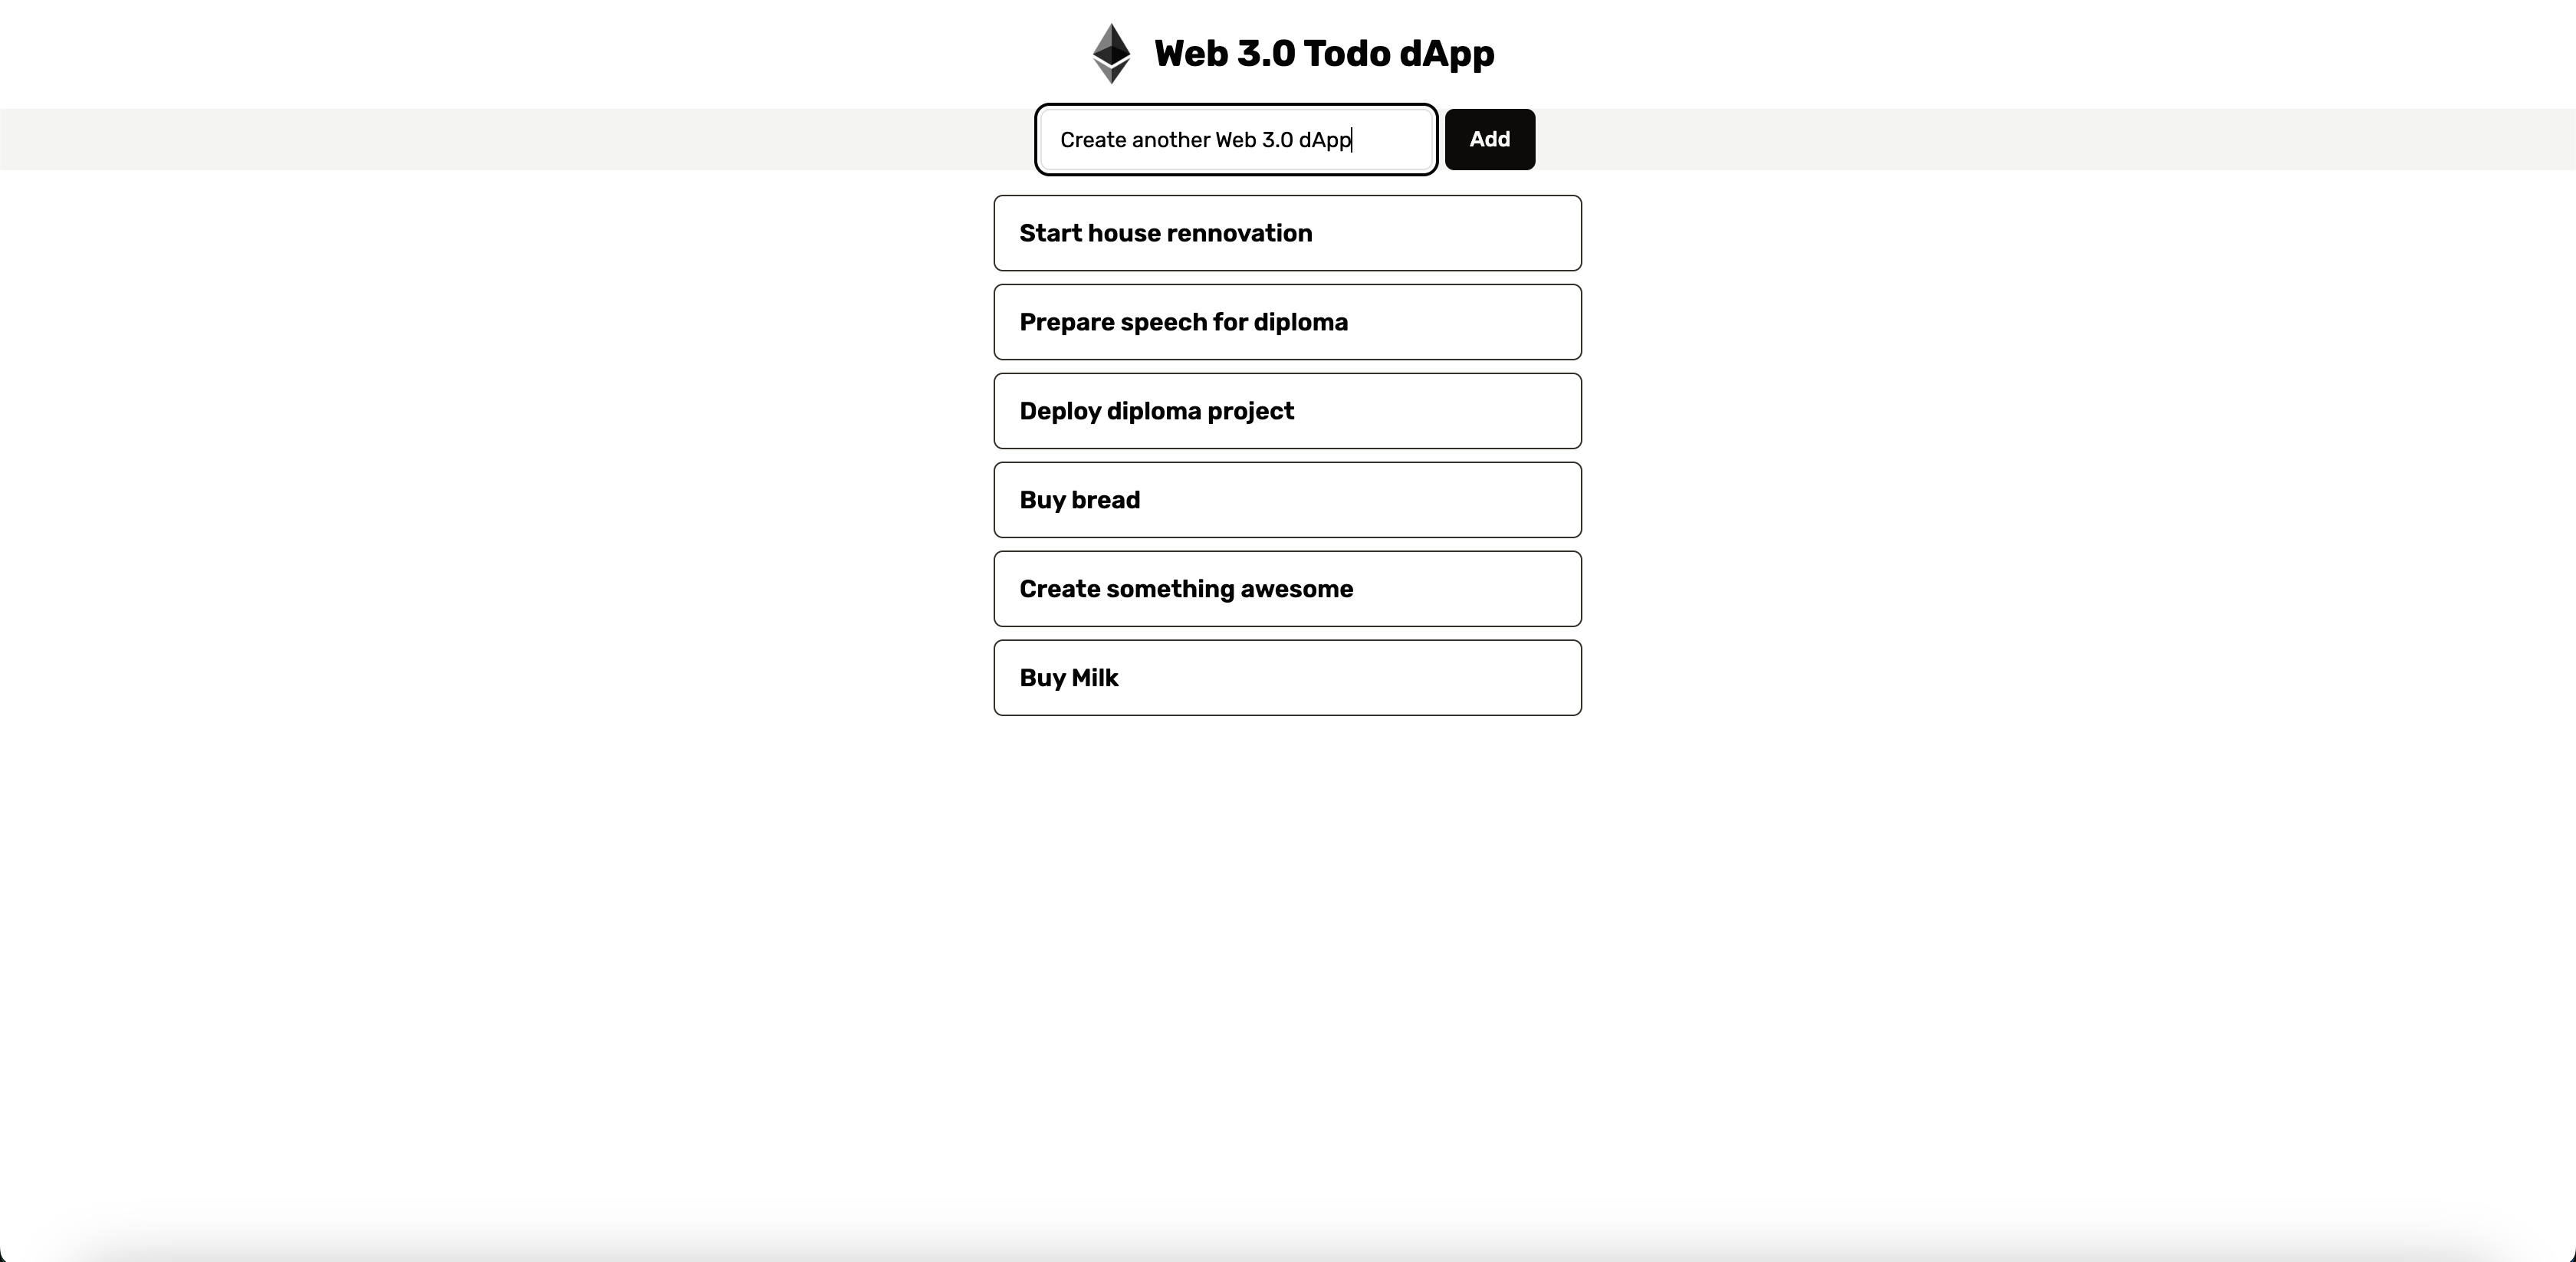 Web 3.0 Todo dApp
Create another Web 3.0 dApp
Add
Start house rennovation
Prepare speech for diploma
Deploy diploma project
Buy bread
Create something awesome
Buy Milk